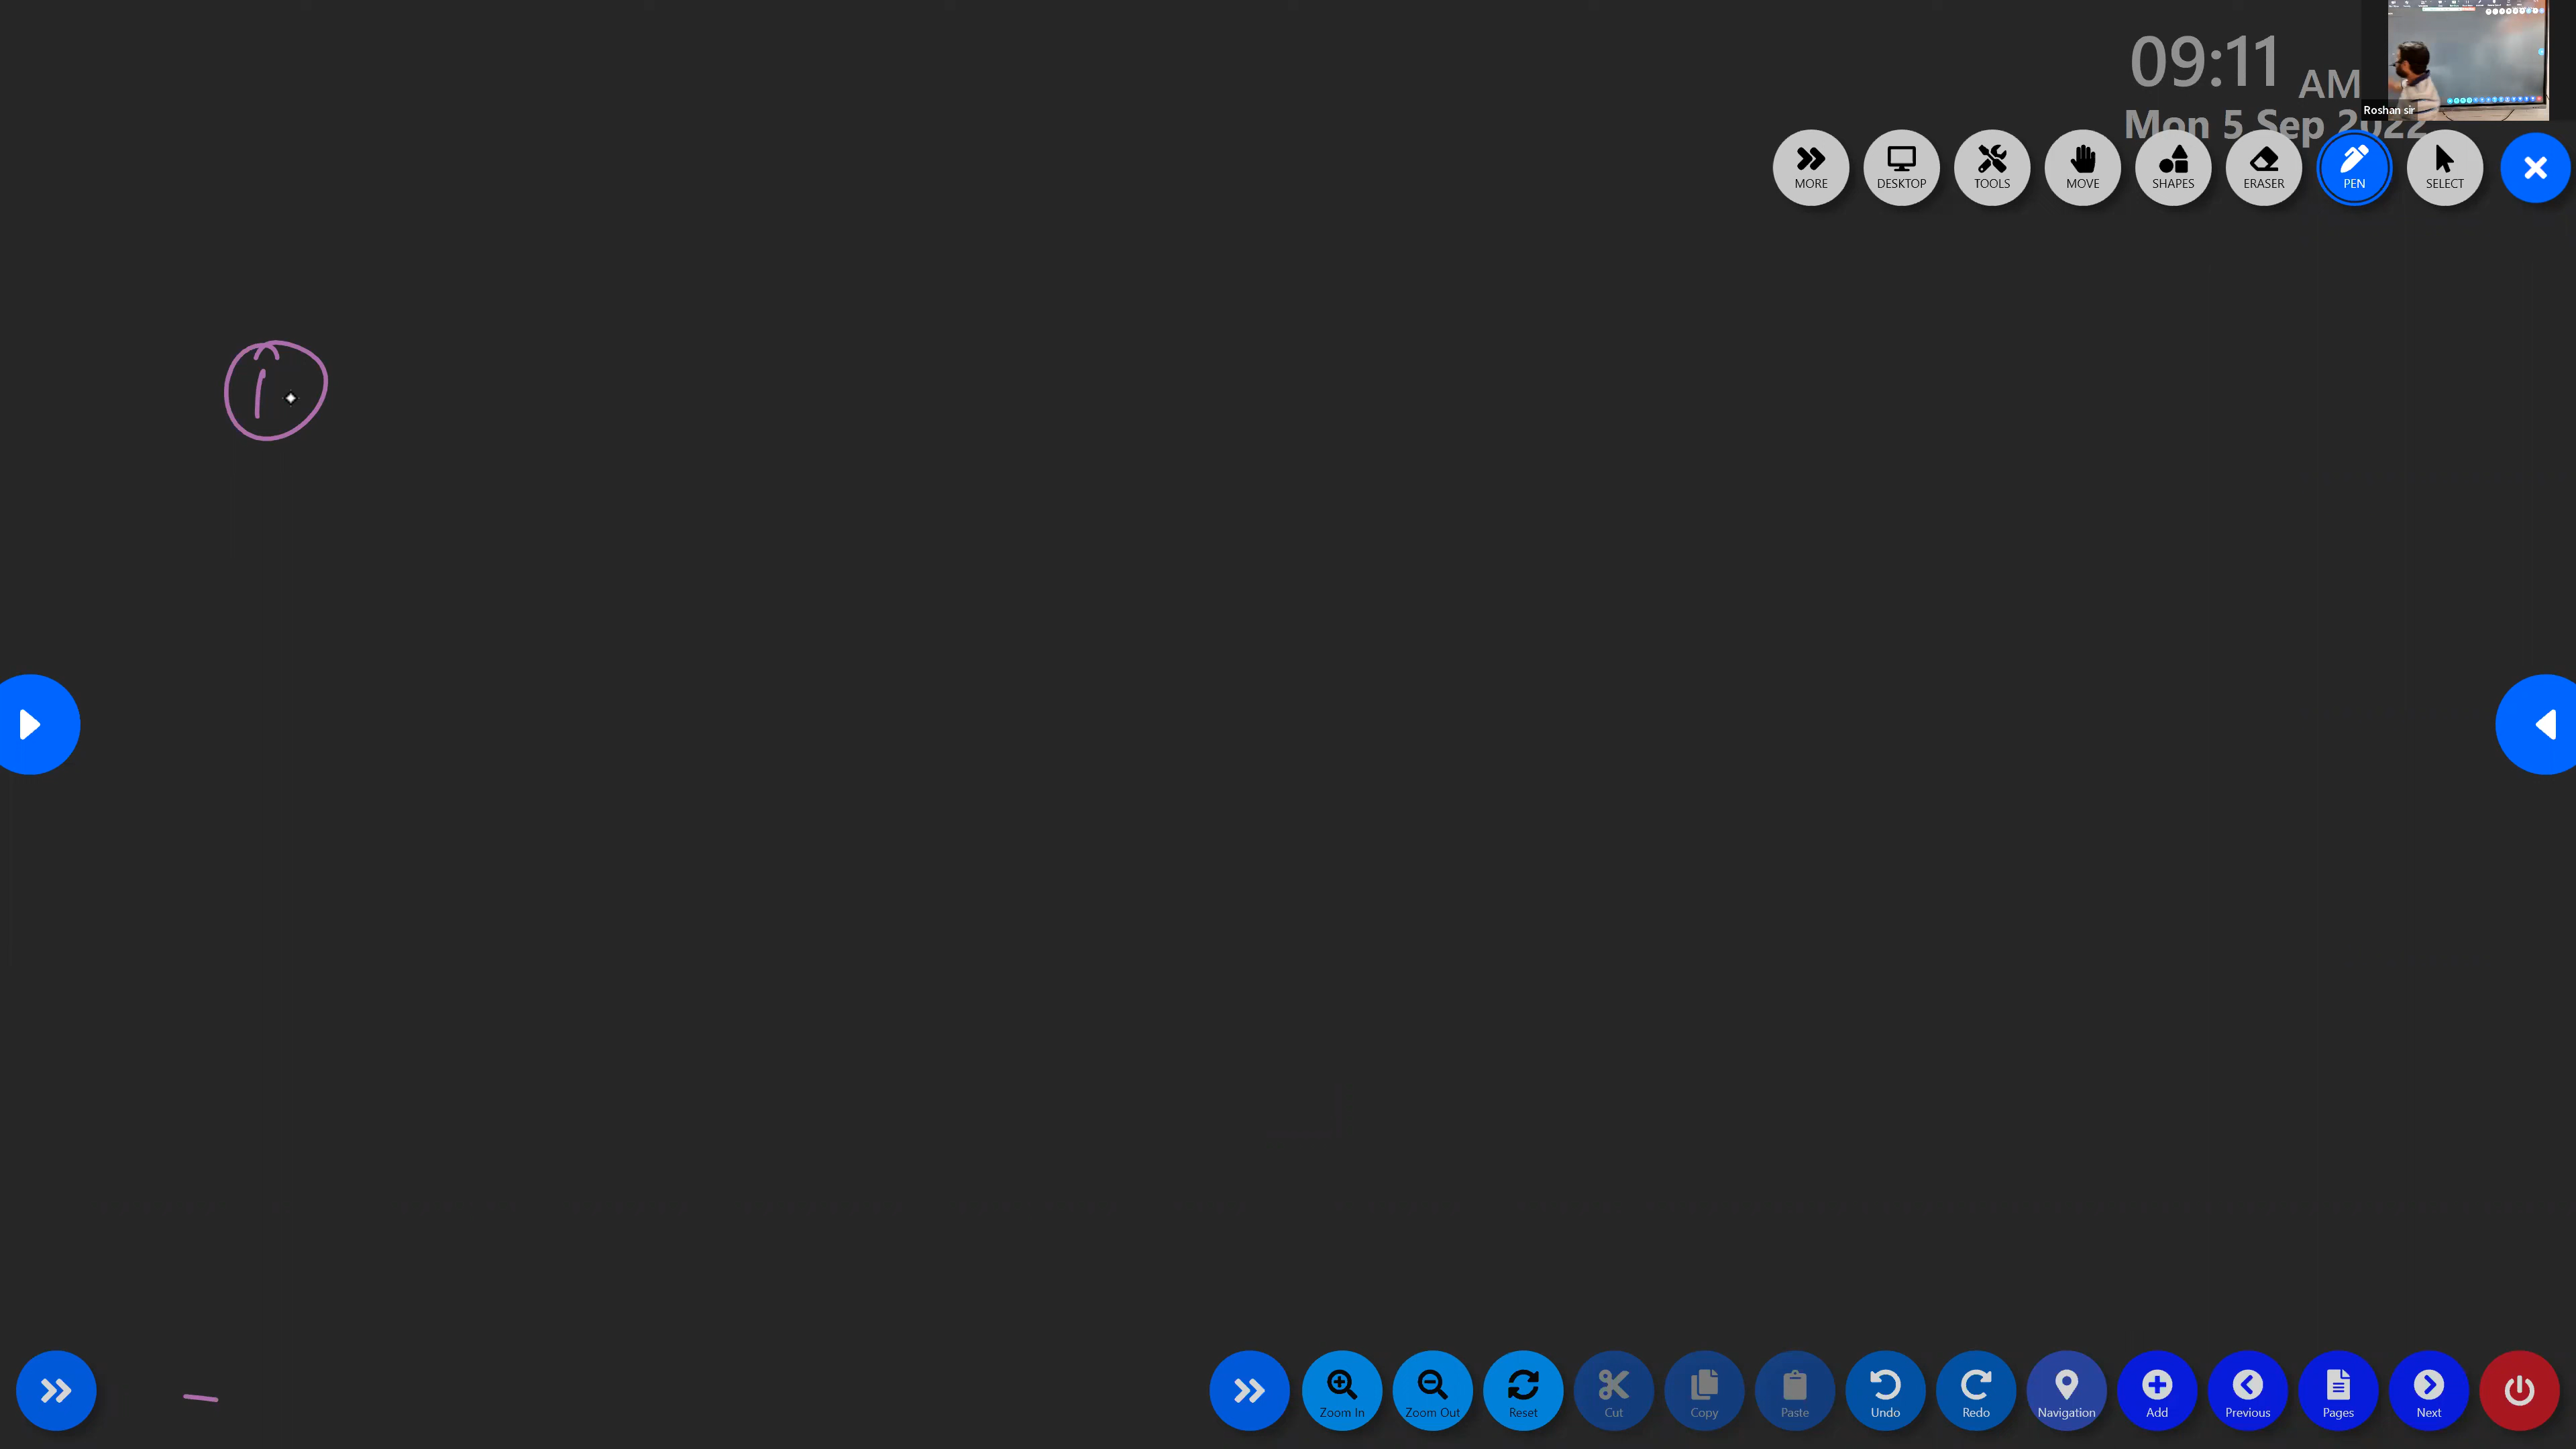 09:11 AM
Roshan sir
Mon 5 Sep 2022
MORE DESKTOP TOOLS MOVE SHAPES ERASER PEN SELECT
Zoom In Zoom Out Reset Cut Copy Paste Undo Redo Navigation Add Previous Pages Next